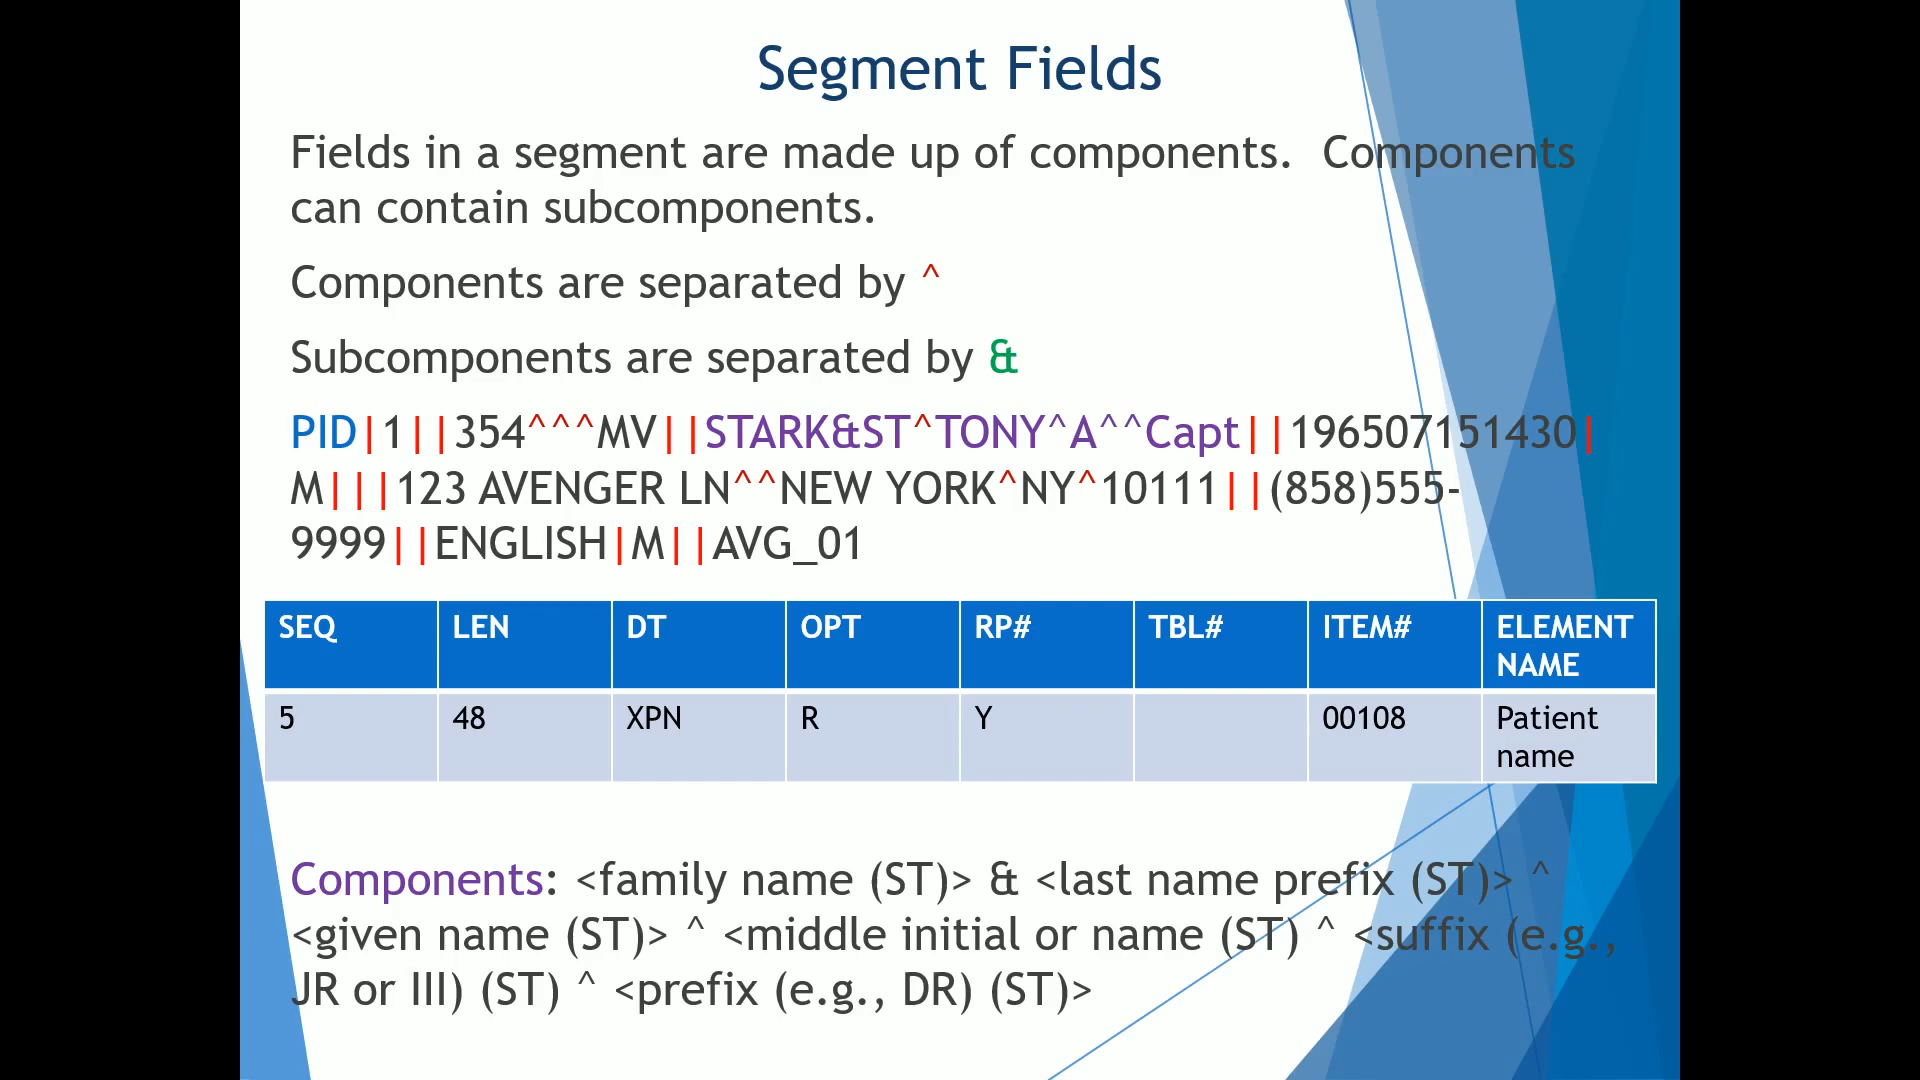 Segment Fields
Fields in a segment are made up of components.  Components
can contain subcomponents.
Components are separated by ^
Subcomponents are separated by &
PID|1||354^^^MV||STARK&ST^TONY^A^^Capt||196507151430|
M|||123 AVENGER LN^^NEW YORK^NY^10111||(858)555-
9999||ENGLISH|M||AVG_01
SEQ LEN DT OPT RP# TBL# ITEM# ELEMENT
NAME
5 48 XPN R Y 00108 Patient
name
Components: <family name (ST)> & <last name prefix (ST)> ^
<given name (ST)> ^ <middle initial or name (ST) ^ <suffix (e.g.,
JR or III) (ST) ^ <prefix (e.g., DR) (ST)>